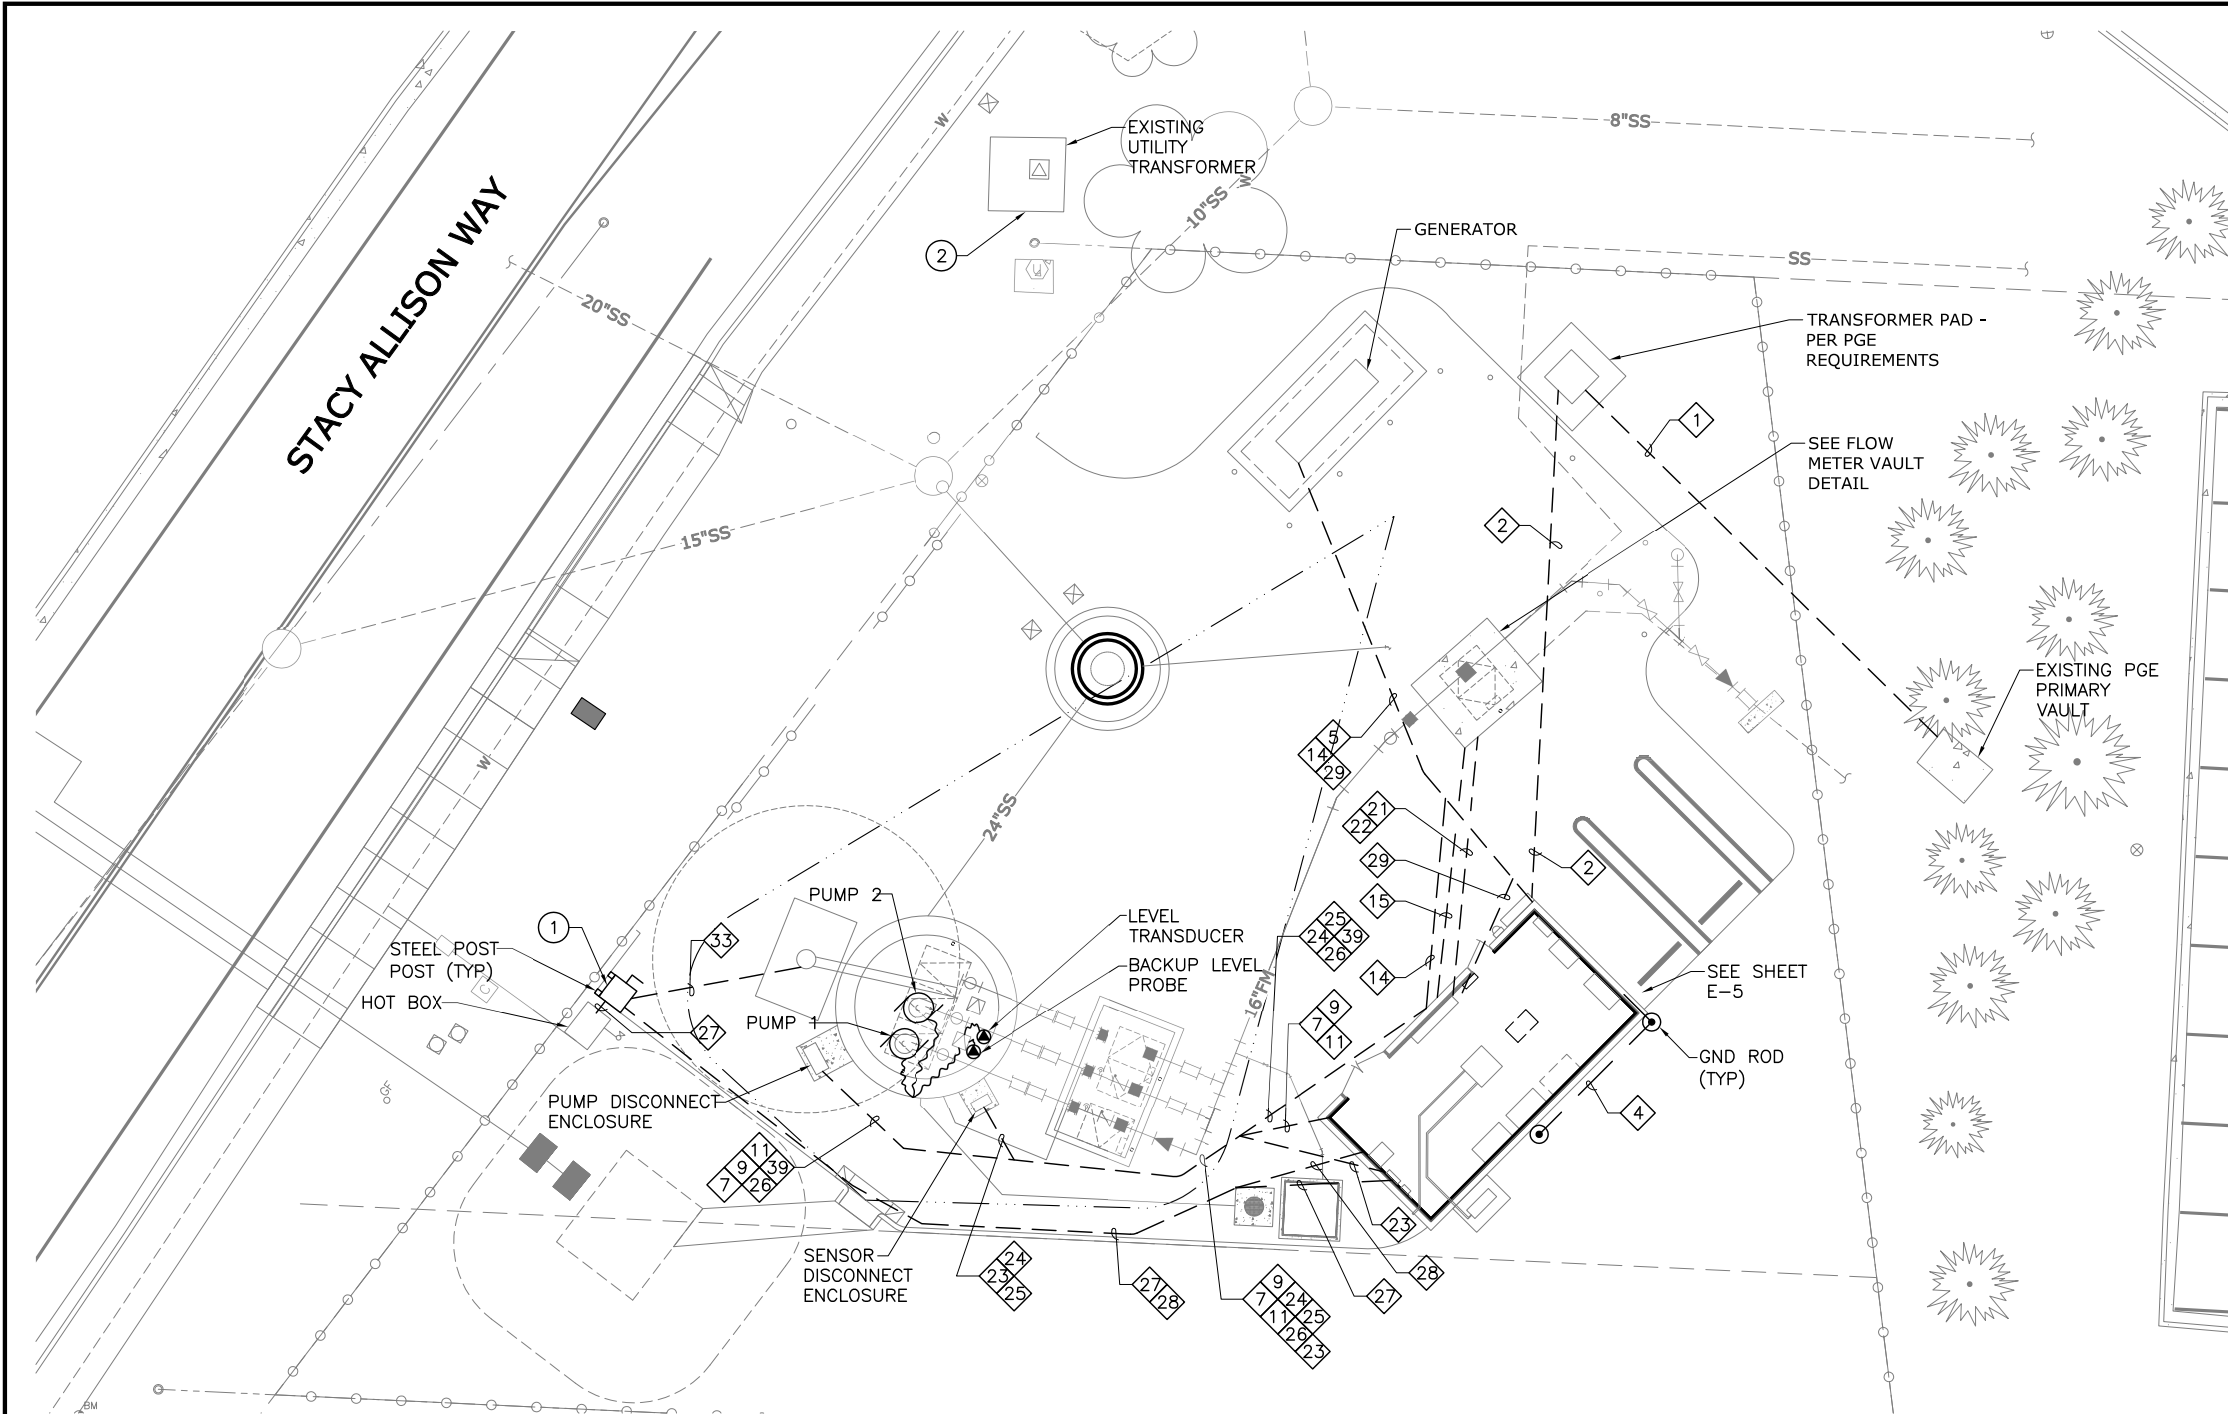 EXISTING
UTILITY
TRANSFORMER
W
8"SS
W
10"SS
STACY ALLISON WAY
2
GENERATOR
SS
20"SS
TRANSFORMER PAD -
PER PGE
REQUIREMENTS
1
SEE FLOW
METER VAULT
DETAIL
2
15"SS
EXISTING PGE
PRIMARY
VAULT
5
14
29
W
24"SS
21
22
2
29
PUMP 2
15
LEVEL
TRANSDUCER
25
24
39
26
1
33
STEEL POST
POST (TYP)
BACKUP LEVEL
PROBE
14
SEE SHEET
E-5
HOT BOX
16"FM
PUMP 1
27
9
7
11
GND ROD
(TYP)
PUMP DISCONNECT
ENCLOSURE
4
11
9
39
7
26
23
SENSOR
DISCONNECT
ENCLOSURE
24
23
25
27
28
28
27
9
7
24
11
25
26
23
BM